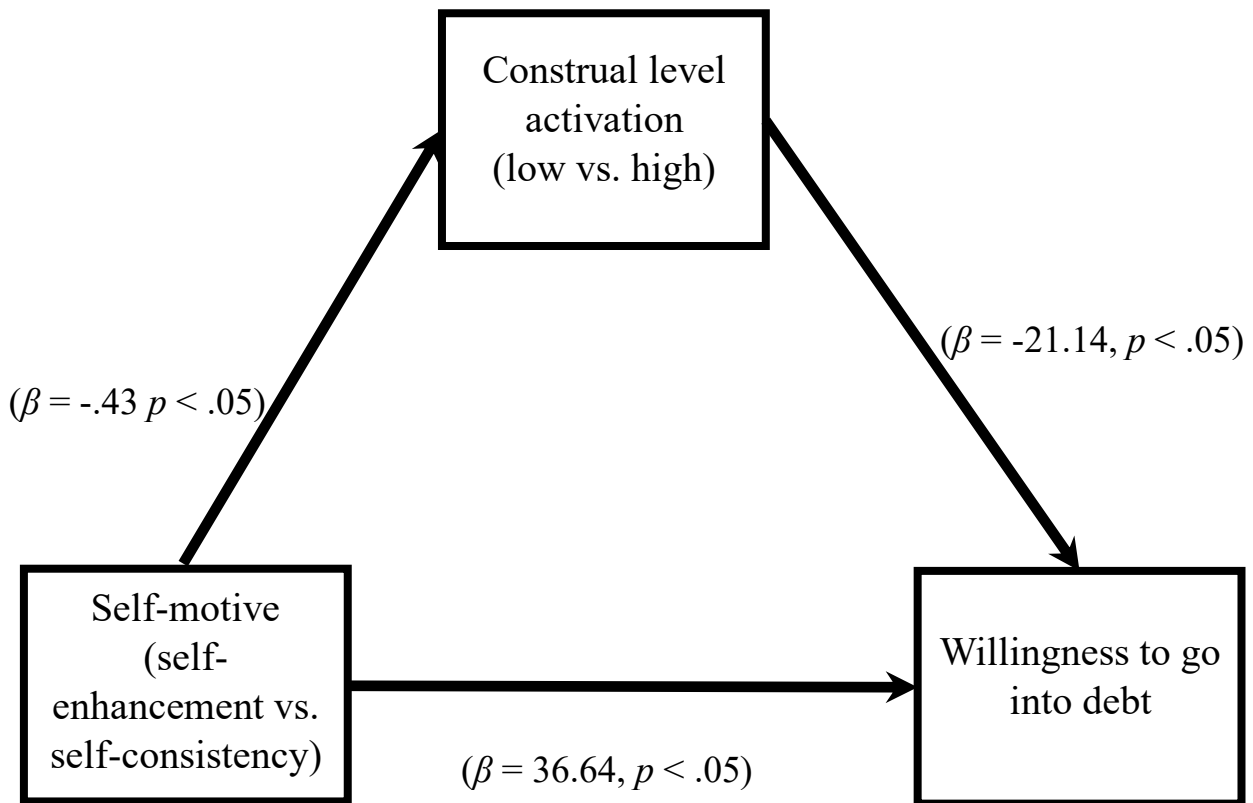 Construal level
activation
(low vs. high)
(β = -21.14, p < .05)
(β = -.43 p < .05)
Self-motive
(self-
enhancement vs.
self-consistency)
Willingness to go
into debt
(β = 36.64, p < .05)